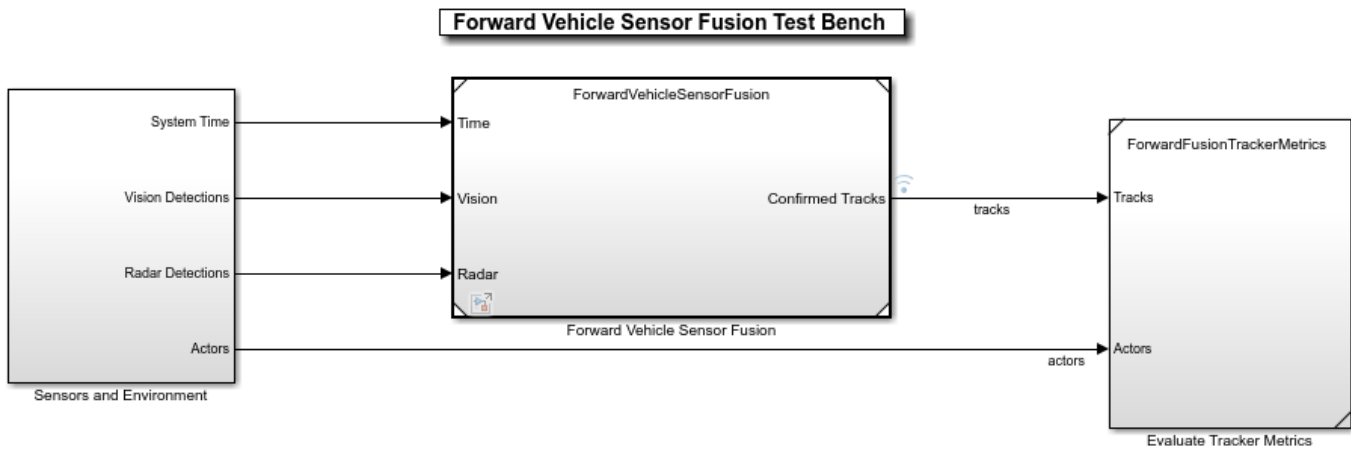 Forward Vehicle Sensor Fusion Test Bench
System Time
Vision Detections
Radar Detections
Actors
Sensors and Environment
ForwardVehicleSensorFusion
Time
Vision
Radar
Confirmed Tracks
Forward Vehicle Sensor Fusion
tracks
actors
ForwardFusionTrackerMetrics
Tracks
Actors
Evaluate Tracker Metrics